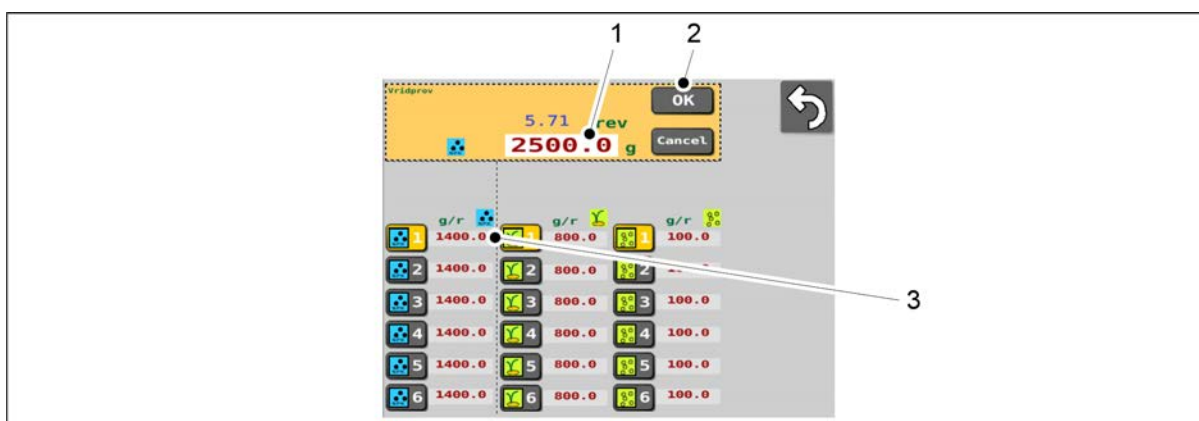 1 2
Vridprov
OK
5.71 rev
2500.0 g Cancel
g/r g/r g/r
1 1400.0 1 800.0 1 100.0
2 1400.0 2 800.0 2
3 1400.0 3 800.0 3 100.0
3
4 1400.0 4 800.0 4 100.0
5 1400.0 5 800.0 5 100.0
6 1400.0 6 800.0 6 100.0